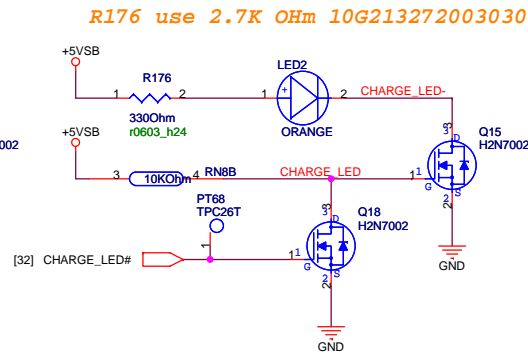 R176 use 2.7K OHm 10G213272003030
+5VSB
R176
1
2
330Ohm
r0603_h24
LED2
1
+
2
ORANGE
CHARGE_LED-
Q15
H2N7002
3
3
D
1
1
G
S
2
2
GND
002
+5VSB
3
10KOhm
4
RN8B
CHARGE_LED
PT68
TPC26T
1
Q18
H2N7002
3
3
D
1
1
G
S
2
2
GND
[32] CHARGE_LED#